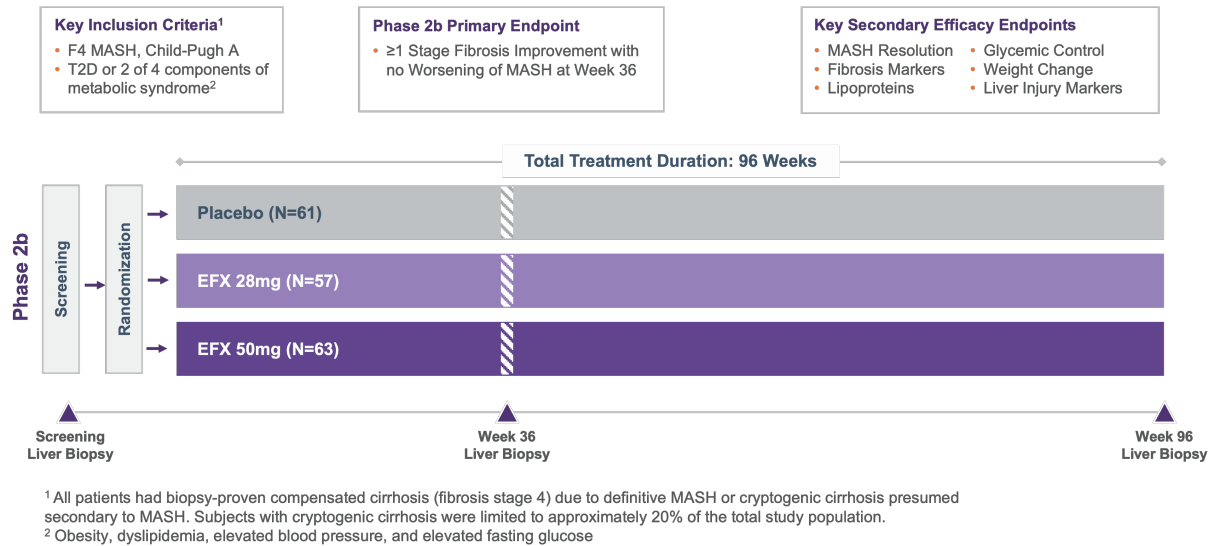 Key Inclusion Criteria1
• F4 MASH, Child-Pugh A
• T2D or 2 of 4 components of
metabolic syndrome2
Phase 2b Primary Endpoint
• ≥1 Stage Fibrosis Improvement with
no Worsening of MASH at Week 36
Key Secondary Efficacy Endpoints
• MASH Resolution
• Fibrosis Markers
• Lipoproteins
• Glycemic Control
• Weight Change
• Liver Injury Markers
Total Treatment Duration: 96 Weeks
Phase 2b
Screening
Randomization
Placebo (N=61)
EFX 28mg (N=57)
EFX 50mg (N=63)
Screening
Liver Biopsy
Week 36
Liver Biopsy
Week 96
Liver Biopsy
1 All patients had biopsy-proven compensated cirrhosis (fibrosis stage 4) due to definitive MASH or cryptogenic cirrhosis presumed
secondary to MASH. Subjects with cryptogenic cirrhosis were limited to approximately 20% of the total study population.
2 Obesity, dyslipidemia, elevated blood pressure, and elevated fasting glucose